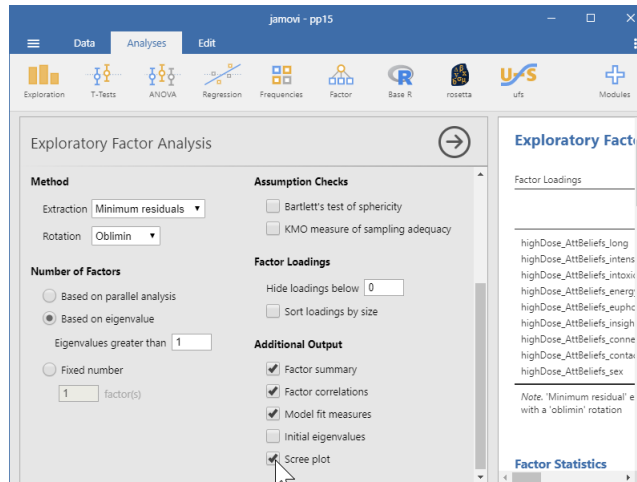 jamovi - pp15
Data Analyses Edit
Exploration T-Tests ANOVA Regression Frequencies Factor Base R rosetta ufs Modules
Exploratory Factor Analysis
Method
Extraction Minimum residuals
Rotation Oblimin
Number of Factors
Based on parallel analysis
Based on eigenvalue
Eigenvalues greater than 1
Fixed number
1 factor(s)
Assumption Checks
Bartlett's test of sphericity
KMO measure of sampling adequacy
Factor Loadings
Hide loadings below 0
Sort loadings by size
Additional Output
Factor summary
Factor correlations
Model fit measures
Initial eigenvalues
Scree plot
Exploratory Fact
Factor Loadings
highDose_AttBeliefs_long
highDose_AttBeliefs_intens
highDose_AttBeliefs_intoxic
highDose_AttBeliefs_energy
highDose_AttBeliefs_eupho
highDose_AttBeliefs_insigh
highDose_AttBeliefs_conne
highDose_AttBeliefs_contac
highDose_AttBeliefs_sex
Note. 'Minimum residual' e
with a 'oblimin' rotation
Factor Statistics